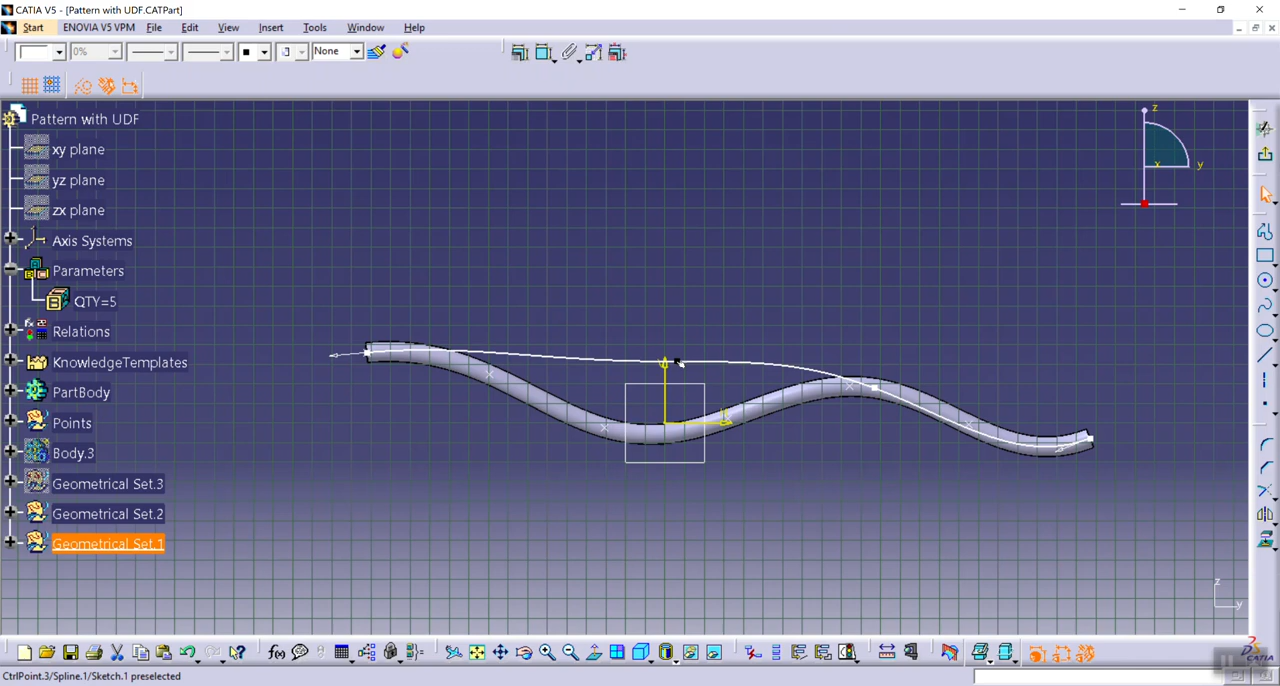 CATIA V5 - [Pattern with UDF.CATPart]
Start ENOVIA V5 VPM File Edit View Insert Tools Window Help
0% None
Pattern with UDF
xy plane
yz plane
zx plane
Axis Systems
Parameters
QTY=5
Relations
KnowledgeTemplates
PartBody
Points
Body.3
Geometrical Set.3
Geometrical Set.2
Geometrical Set.1
z
x y
z
y
f(x)
CATIA
CtrlPoint.3/Spline.1/Sketch.1 preselected